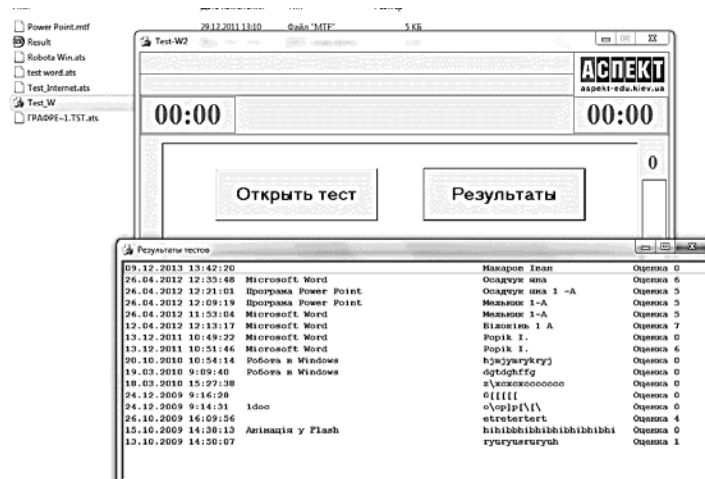 Power Point.mtf 29.12.2011 13:10 Файл "MTF" 5 КБ
Result
Robota Win.ats
test word.ats
Test_Internet.ats
Test_W
ГРАФРЕ~1.TST.ats
Test-W2
АСПЕКТ
aspekt-edu.kiev.ua
00:00 00:00
0
Открыть тест Результаты
Результаты тестов
09.12.2013 13:42:20 Макаров Іван Оценка 0
26.04.2012 12:35:48 Microsoft Word Осадчук яна Оценка 6
26.04.2012 12:21:01 Програма Power Point Осадчук яна 1 -А Оценка 5
26.04.2012 12:09:19 Програма Power Point Мельник 1-А Оценка 5
26.04.2012 11:53:04 Microsoft Word Мельник 1-А Оценка 5
12.04.2012 12:13:17 Microsoft Word Білокінь 1 А Оценка 7
13.12.2011 10:49:22 Microsoft Word Popik I. Оценка 0
13.12.2011 10:51:46 Microsoft Word Popik I. Оценка 6
20.10.2010 10:54:14 Робота в Windows hjmjymrykryj Оценка 0
19.03.2010 9:09:40 Робота в Windows dgtdghffg Оценка 0
18.03.2010 15:27:38 z\xcxcxccccccc Оценка 0
24.12.2009 9:16:28 0[[[[[ Оценка 0
24.12.2009 9:14:31 1doc o\op]p[\[\ Оценка 0
26.10.2009 16:09:56 etretertert Оценка 4
15.10.2009 14:38:13 Анімація у Flash hihibbhibhibhibhibhibhi Оценка 0
13.10.2009 14:50:07 ryuryusruryuh Оценка 1